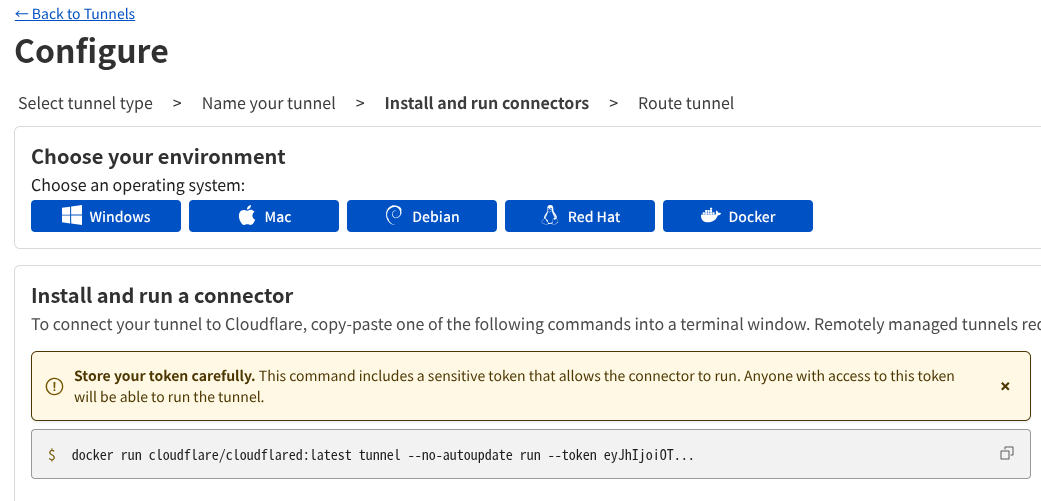 ← Back to Tunnels
Configure
Select tunnel type > Name your tunnel > Install and run connectors > Route tunnel
Choose your environment
Choose an operating system:
Windows Mac Debian Red Hat Docker
Install and run a connector
To connect your tunnel to Cloudflare, copy-paste one of the following commands into a terminal window. Remotely managed tunnels
Store your token carefully. This command includes a sensitive token that allows the connector to run. Anyone with access to this token
will be able to run the tunnel.
$ docker run cloudflare/cloudflared:latest tunnel --no-autoupdate run --token eyJhIjoiOT...